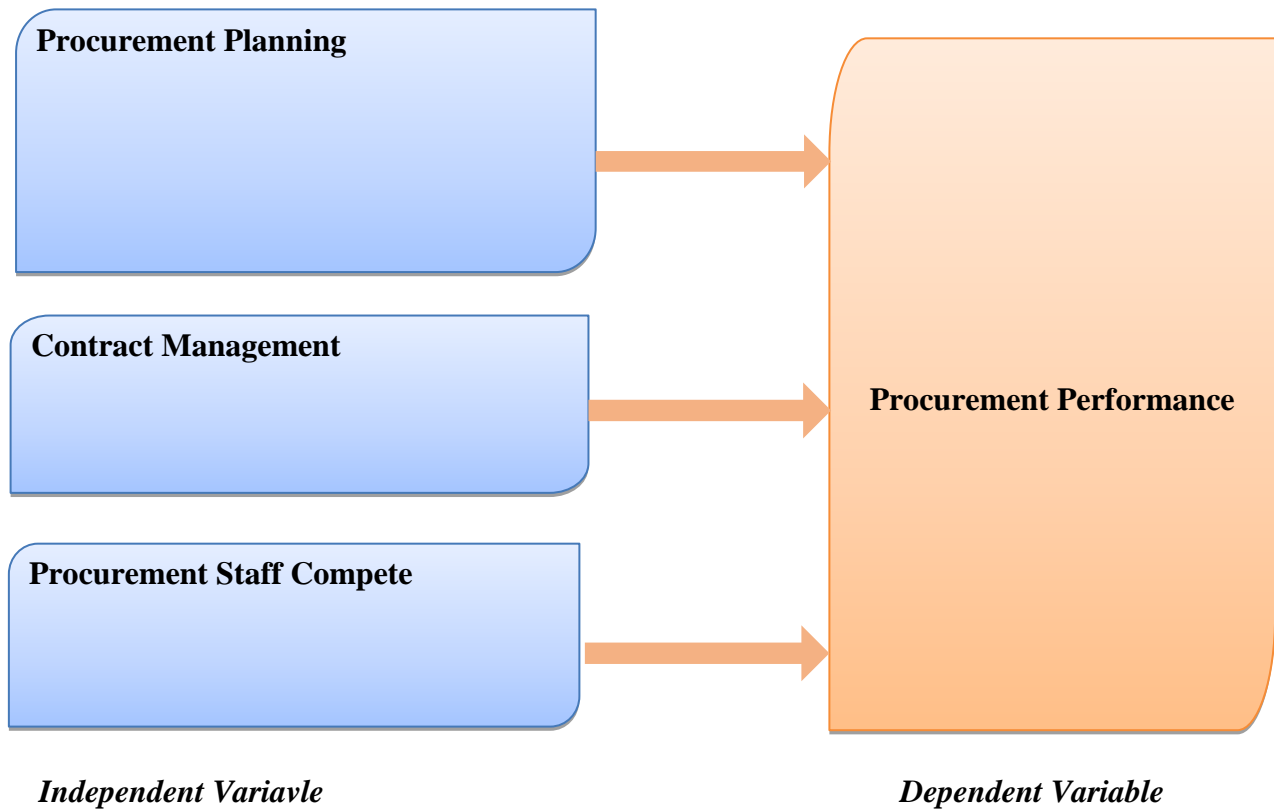 Procurement Planning
Contract Management
Procurement Performance
Procurement Staff Compete
Independent Variavle
Dependent Variable